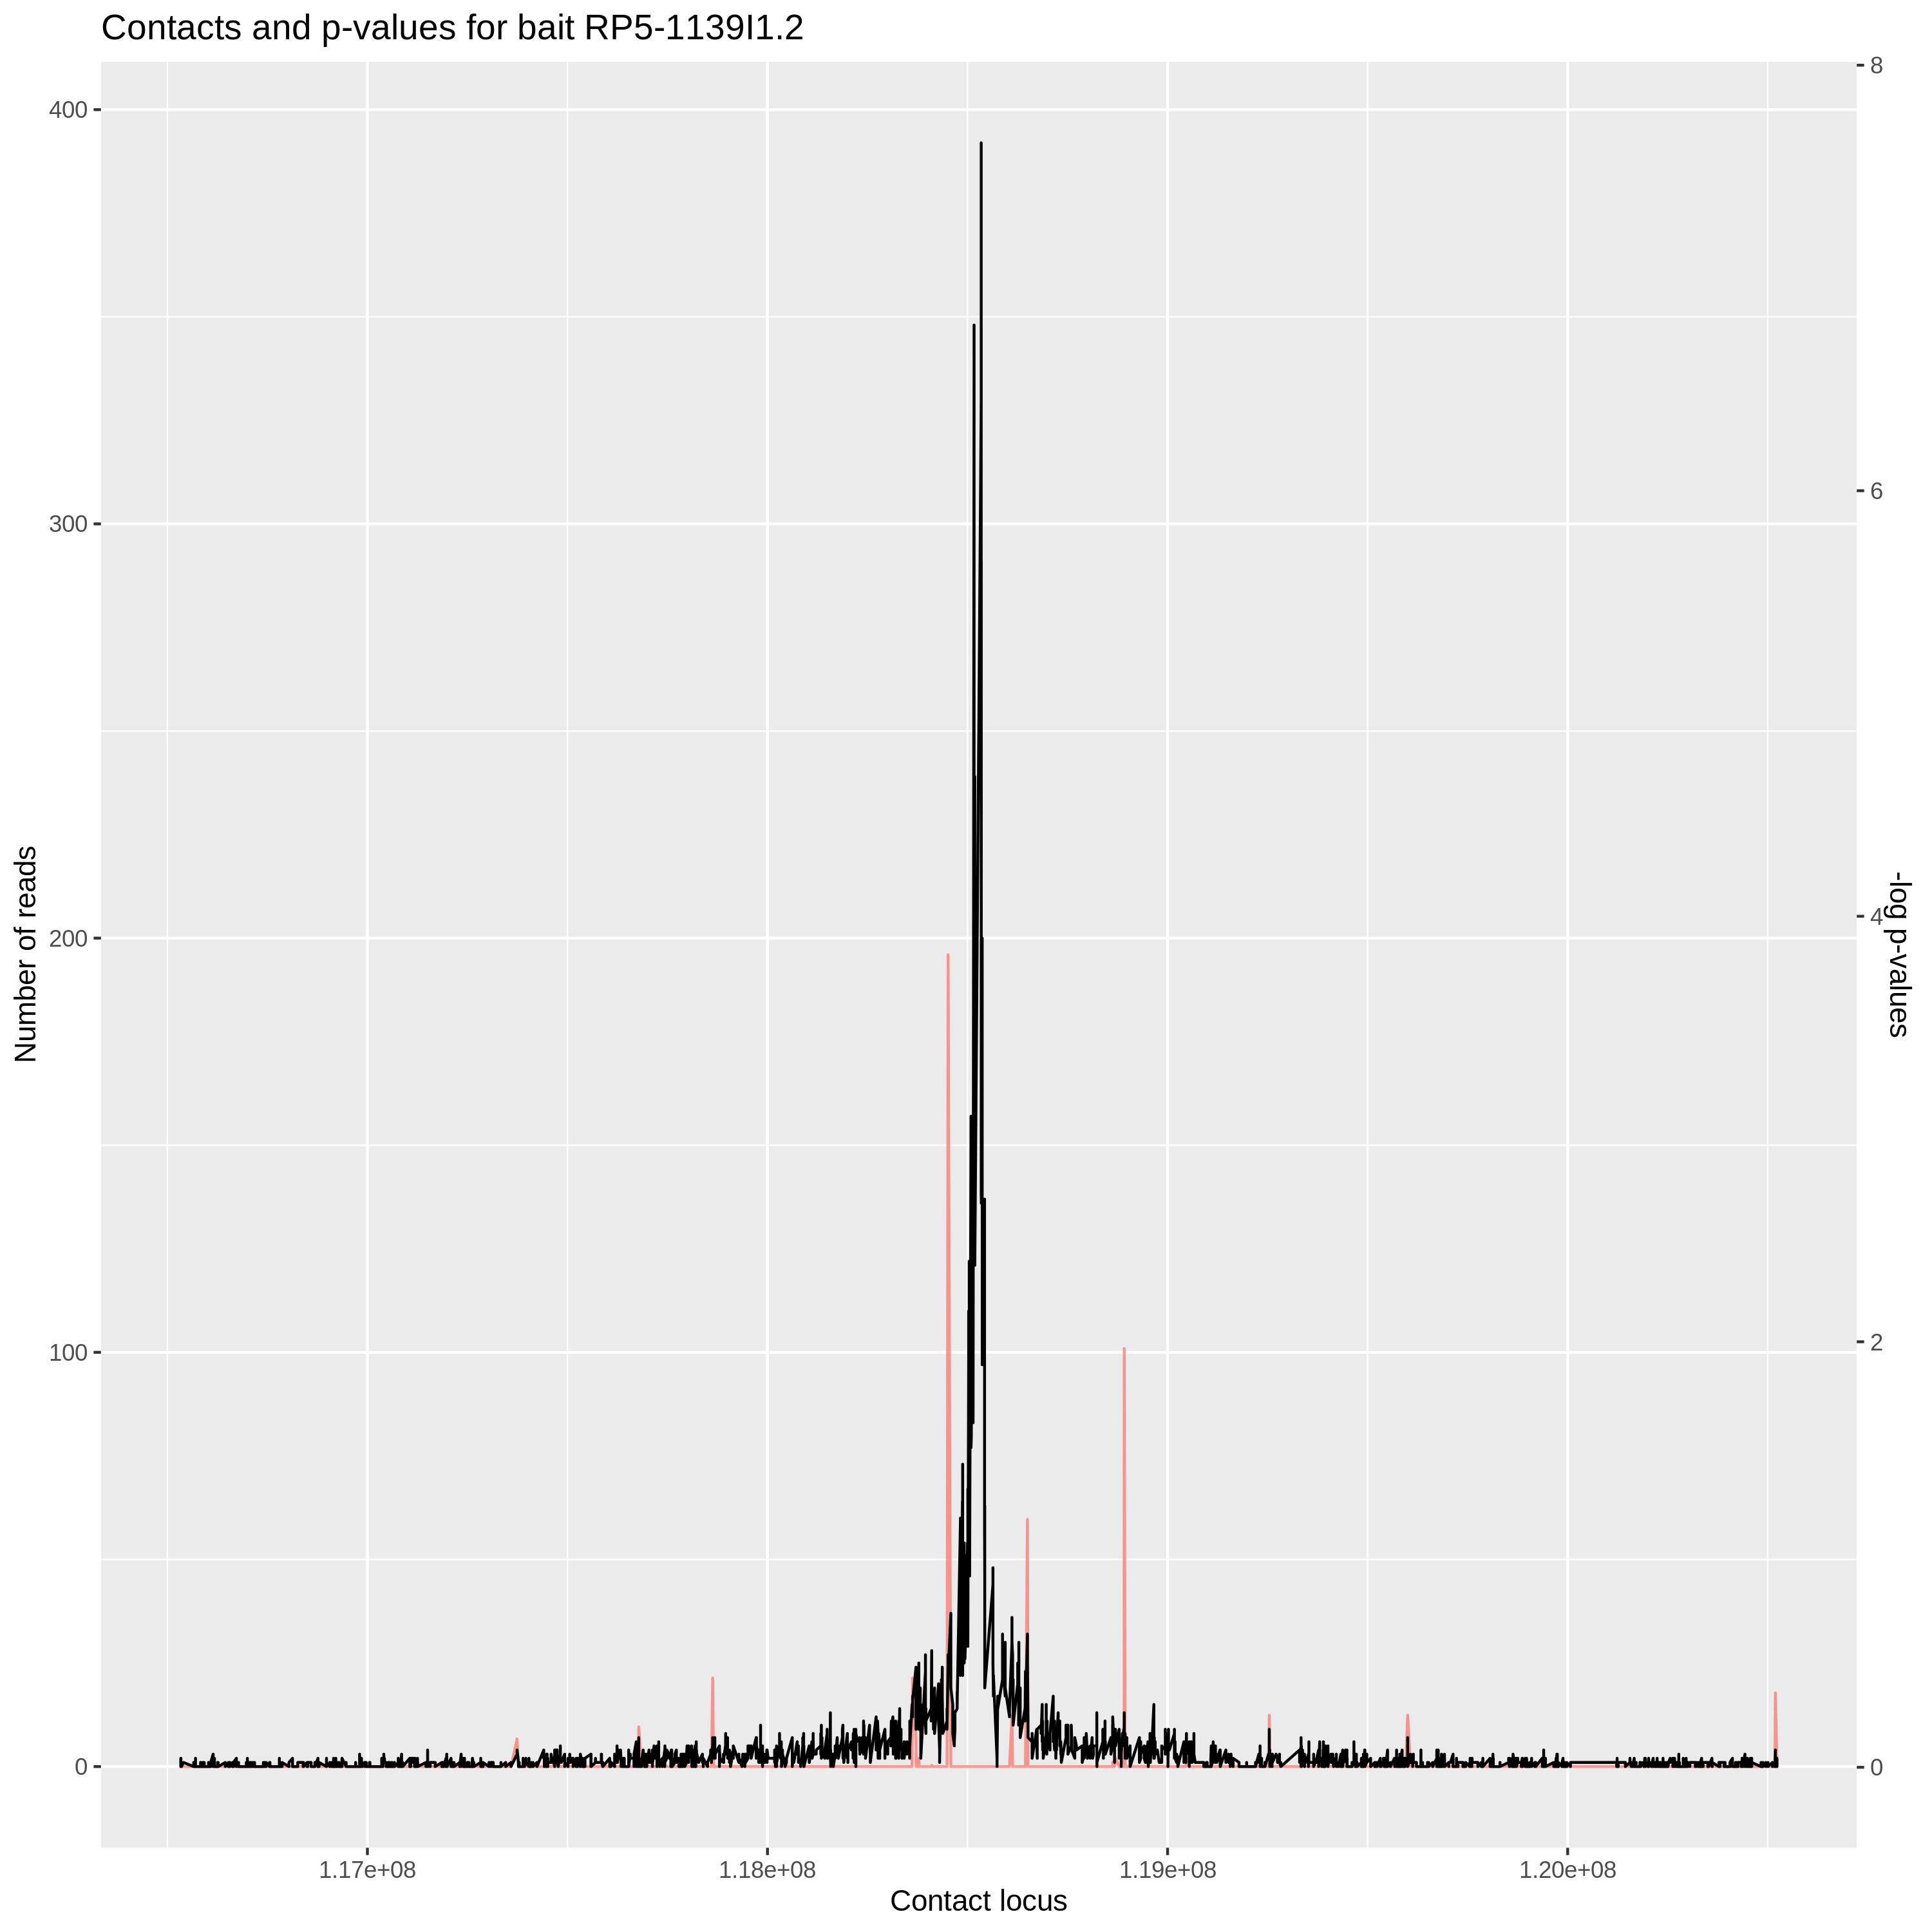 Contacts and p-values for bait RP5-1139I1.2
400
300
200
100
0
Number of reads
8
6
4
2
0
-log p-values
1.17e+08
1.18e+08
1.19e+08
1.20e+08
Contact locus